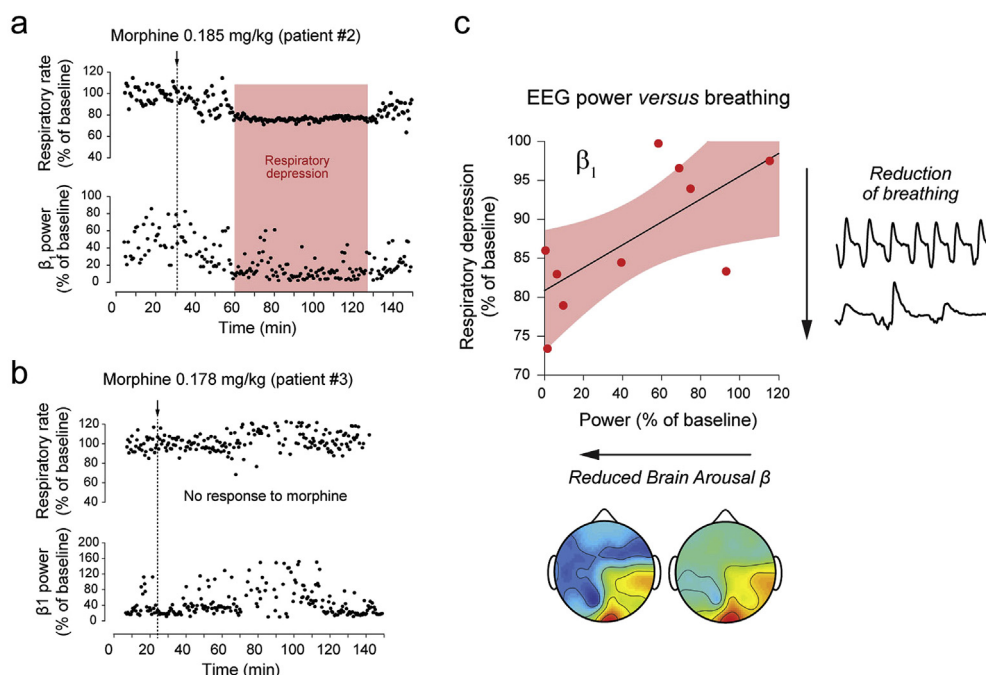 a
Morphine 0.185 mg/kg (patient #2)
Respiratory rate
(% of baseline)
120
100
80
60
40
Respiratory
depression
β1 power
(% of baseline)
100
80
60
40
20
0
0 20 40 60 80 100 120 140
Time (min)
b
Morphine 0.178 mg/kg (patient #3)
Respiratory rate
(% of baseline)
120
100
80
60
40
No response to morphine
β1 power
(% of baseline)
200
150
100
80
40
0
0 20 40 60 80 100 120 140
Time (min)
c
EEG power versus breathing
β1
Respiratory depression
(% of baseline)
100
95
90
85
80
75
70
0 20 40 60 80 100 120
Power (% of baseline)
Reduction
of breathing
Reduced Brain Arousal β